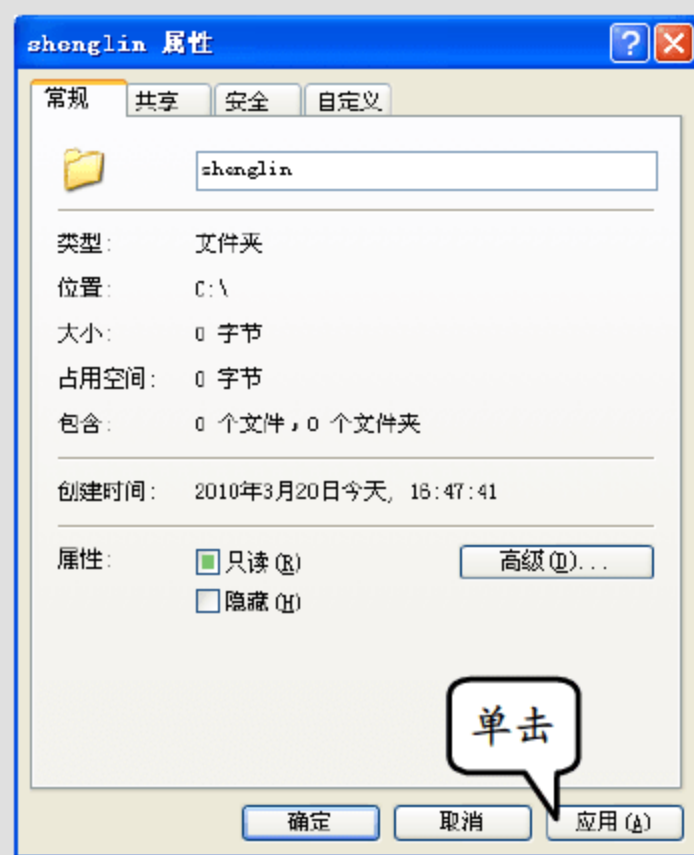 shenglin 属性
常规 共享 安全 自定义
shenglin
类型: 文件夹
位置: C:\
大小: 0 字节
占用空间: 0 字节
包含: 0 个文件，0 个文件夹
创建时间: 2010年3月20日今天, 16:47:41
属性: 只读(R) 高级(D)...
隐藏(H)
单击
确定 取消 应用(A)